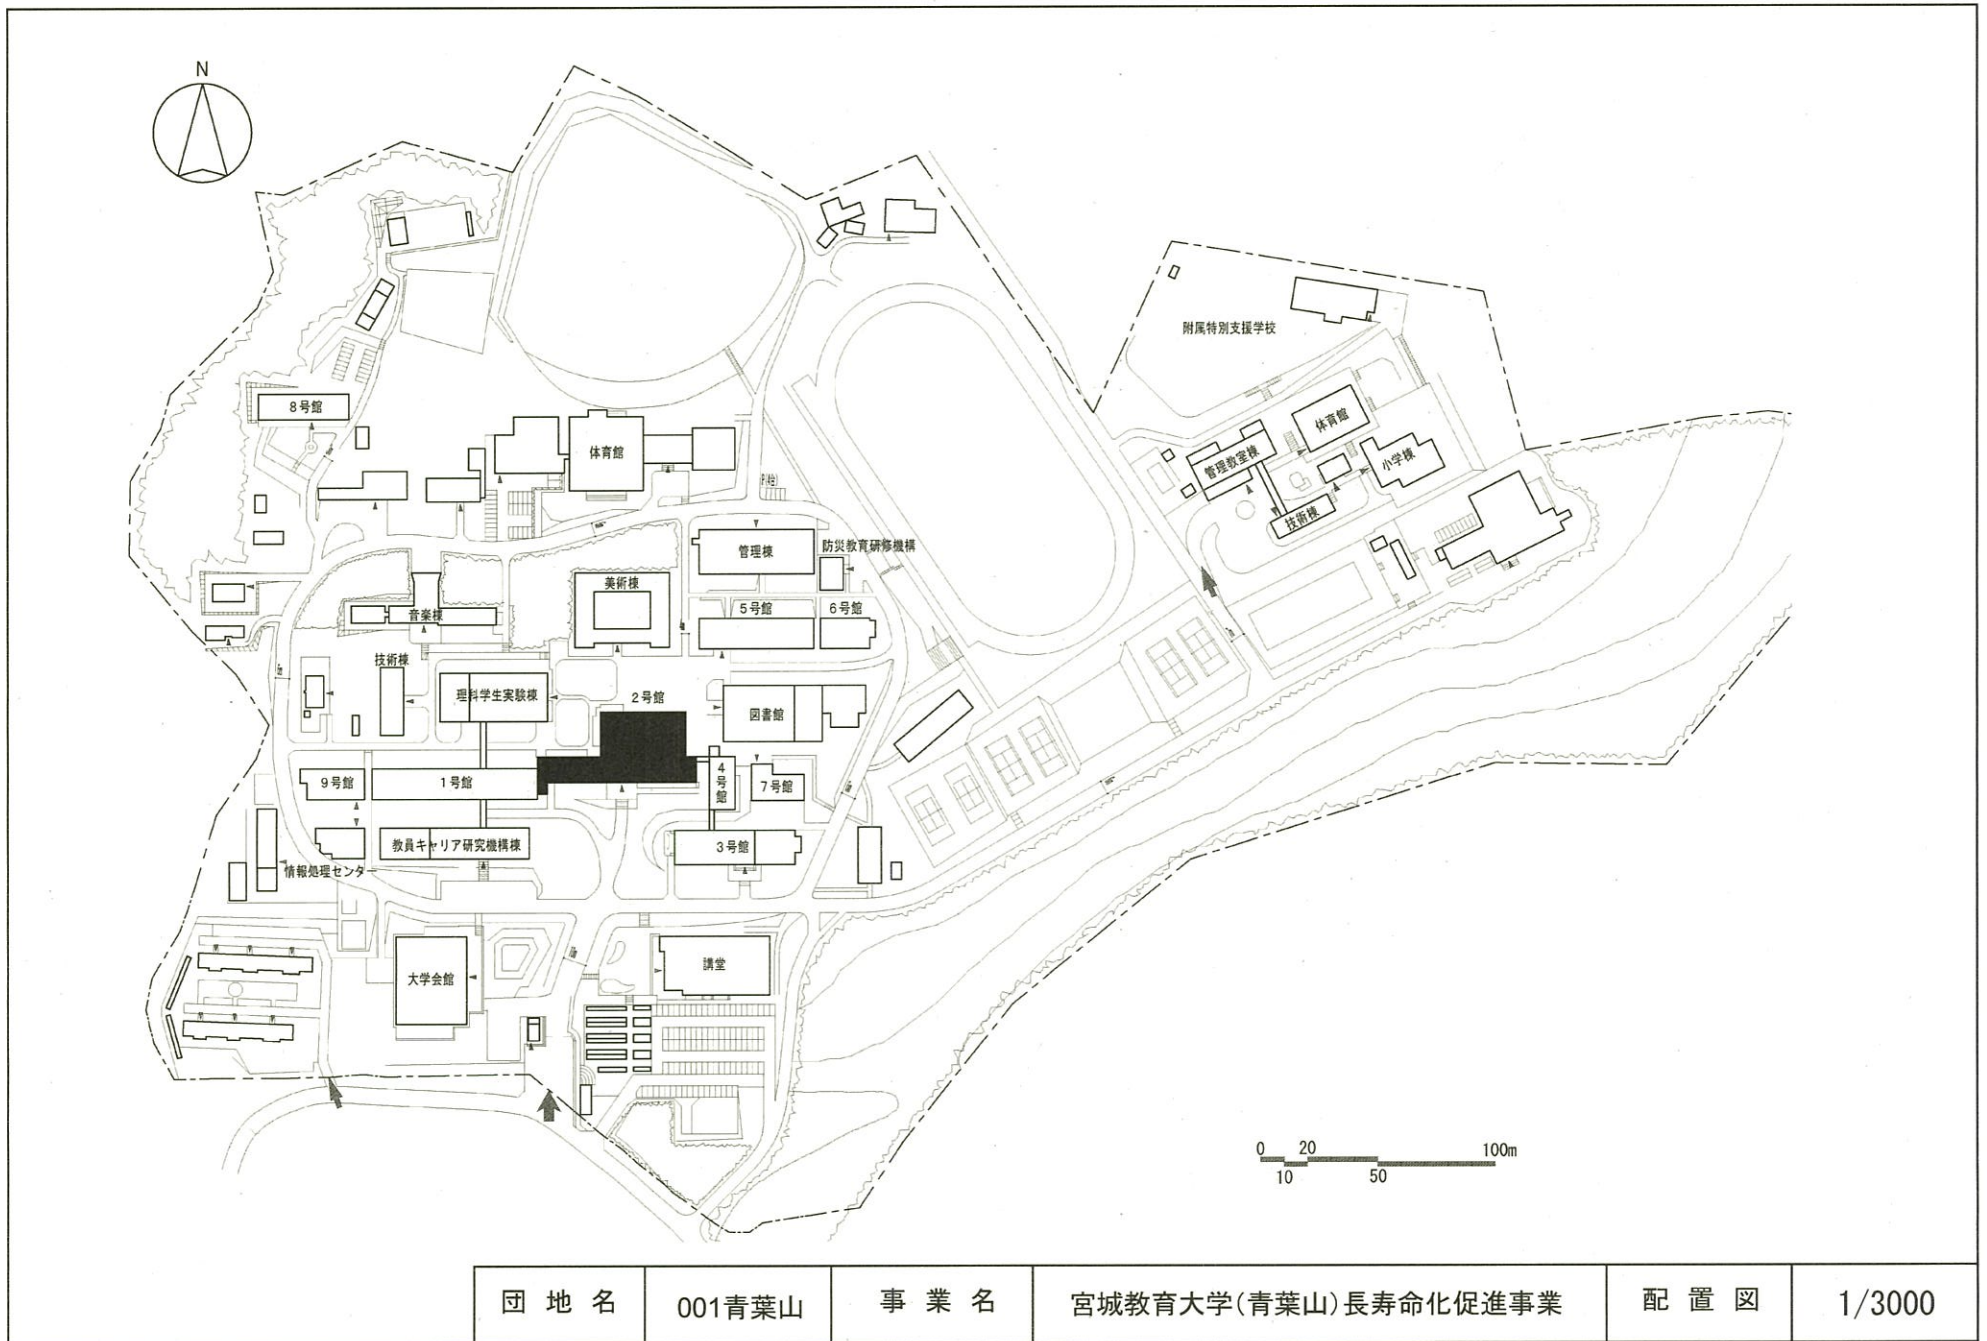 N
附属特別支援学校
8号館
体育館
体育館
管理教室棟
小学棟
技術棟
管理棟
防災教育研修機構
美術棟
音楽棟
5号館
6号館
技術棟
理科学生実験棟
2号館
図書館
9号館
1号館
4号館
7号館
教員キャリア研究機構棟
3号館
情報処理センター
大学会館
講堂
0 20 100m
10 50
団地名 001青葉山 事業名 宮城教育大学(青葉山)長寿命化促進事業 配置図 1/3000